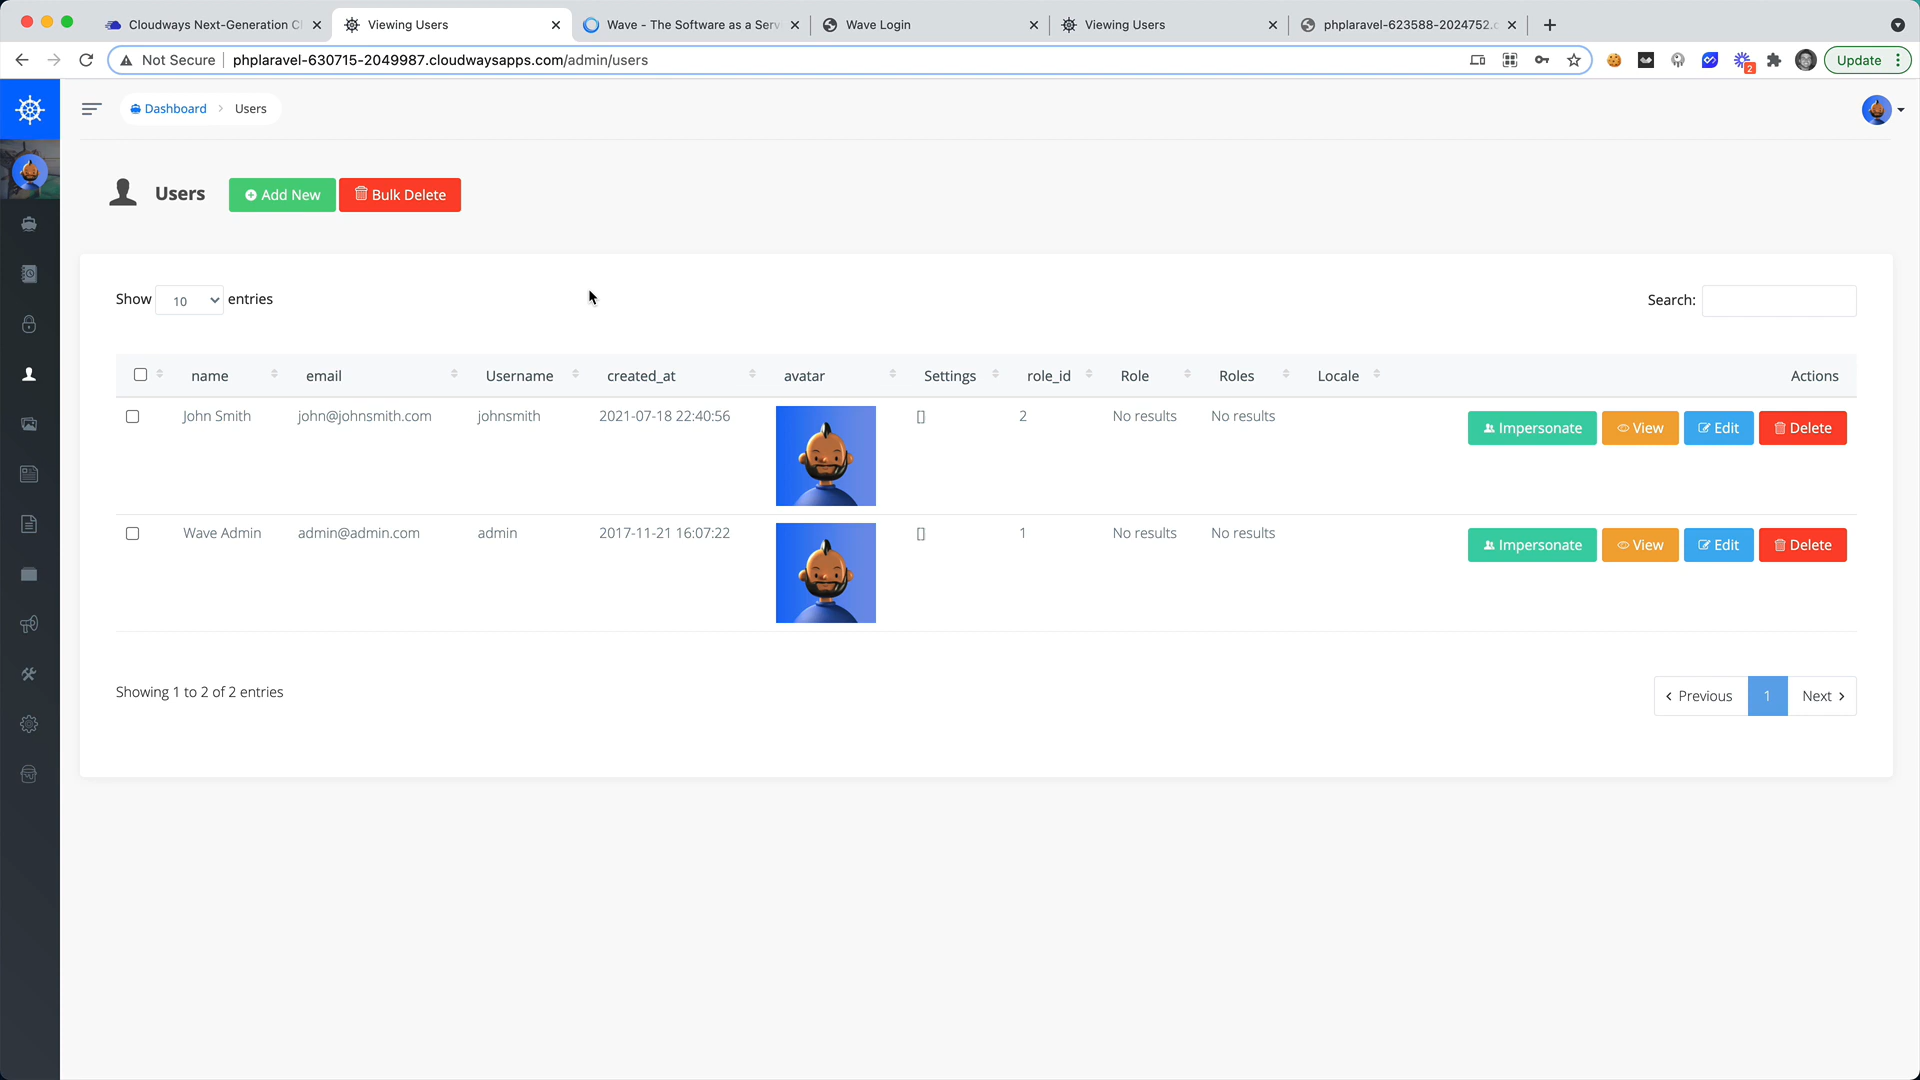 Cloudways Next-Generation Cl
Viewing Users
Wave - The Software as a Serv
Wave Login
Viewing Users
phplaravel-623588-2024752.c
Not Secure
phplaravel-630715-2049987.cloudwaysapps.com/admin/users
2
Update
Dashboard
Users
Users
Add New
Bulk Delete
Show 10 entries
Search:
name email Username created_at avatar Settings role_id Role Roles Locale Actions
John Smith john@johnsmith.com johnsmith 2021-07-18 22:40:56 [] 2 No results No results Impersonate View Edit Delete
Wave Admin admin@admin.com admin 2017-11-21 16:07:22 [] 1 No results No results Impersonate View Edit Delete
Showing 1 to 2 of 2 entries
Previous 1 Next